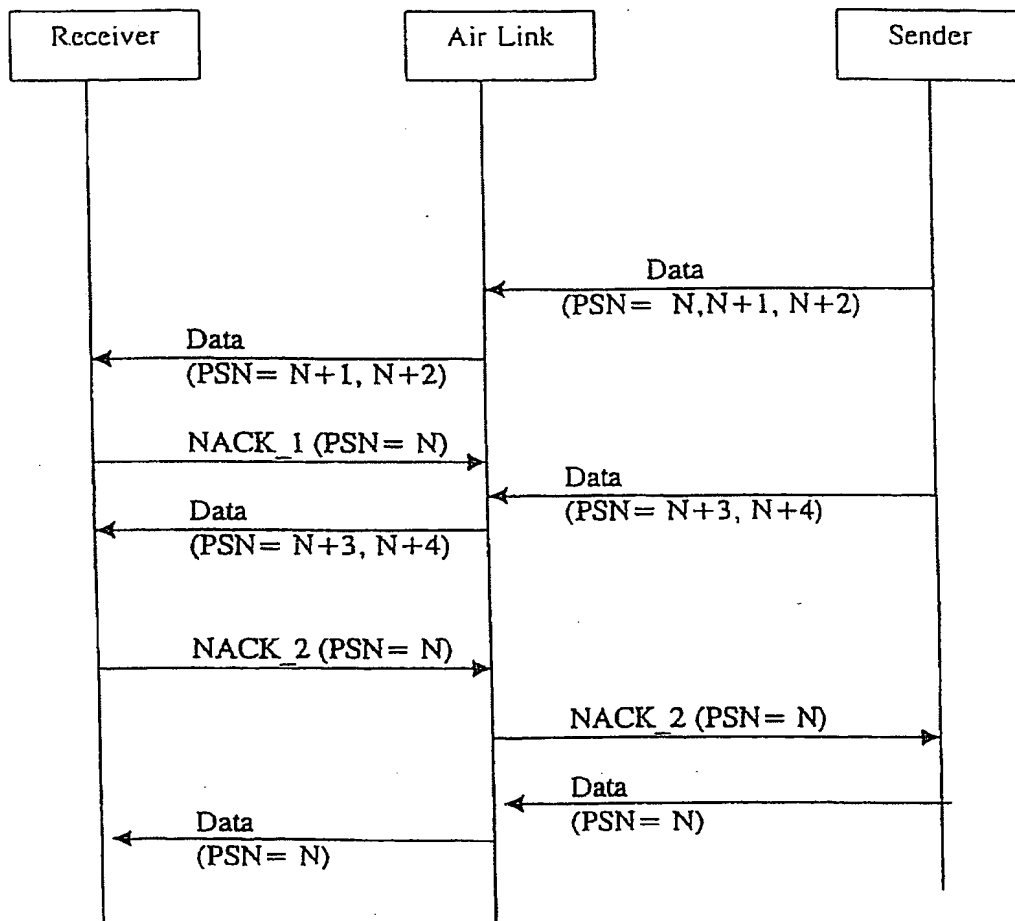 Receiver
Air Link
Sender
Data
(PSN= N,N+1, N+2)
Data
(PSN= N+1, N+2)
NACK_1 (PSN= N)
Data
(PSN= N+3, N+4)
Data
(PSN= N+3, N+4)
NACK_2 (PSN= N)
NACK_2 (PSN= N)
Data
(PSN= N)
Data
(PSN= N)